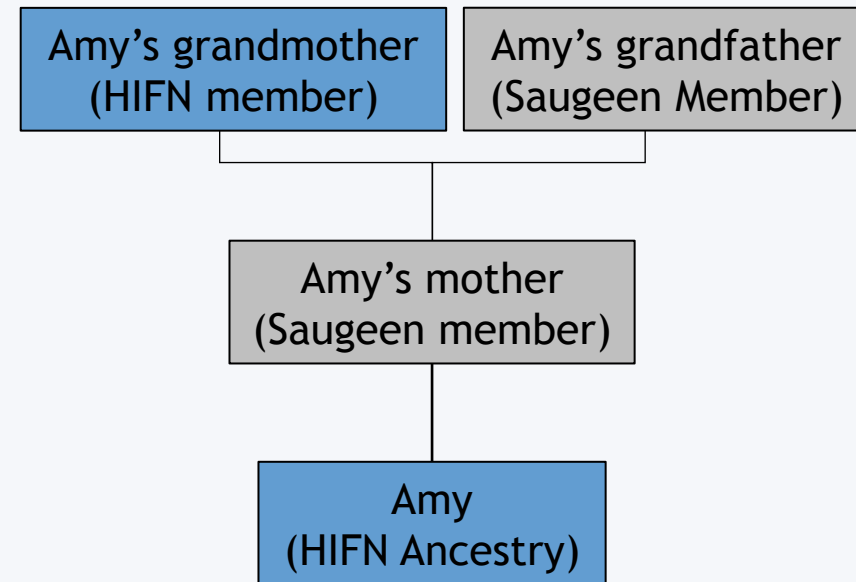 Amy’s grandmother
(HIFN member)
Amy’s grandfather
(Saugeen Member)
Amy’s mother
(Saugeen member)
Amy
(HIFN Ancestry)